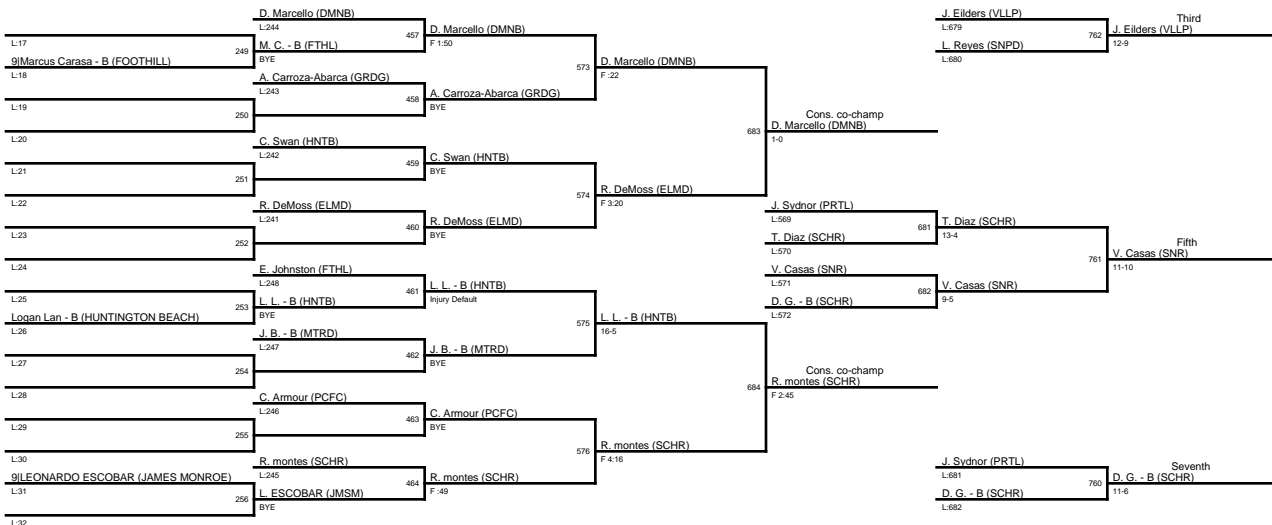 L:17
9|Marcus Carasa - B (FOOTHILL)
L:18
L:19
L:20
L:21
L:22
L:23
L:24
L:25
Logan Lan - B (HUNTINGTON BEACH)
L:26
L:27
L:28
L:29
L:30
9|LEONARDO ESCOBAR (JAMES MONROE)
L:31
L:32
249
250
251
252
253
254
255
256
D. Marcello (DMNB)
L:244
M. C. - B (FTHL)
BYE
A. Carroza-Abarca (GRDG)
L:243
C. Swan (HNTB)
L:242
R. DeMoss (ELMD)
L:241
E. Johnston (FTHL)
L:248
L. L. - B (HNTB)
BYE
J. B. - B (MTRD)
L:247
C. Armour (PCFC)
L:246
R. montes (SCHR)
L:245
L. ESCOBAR (JMSM)
BYE
457
458
459
460
461
462
463
464
D. Marcello (DMNB)
F 1:50
A. Carroza-Abarca (GRDG)
BYE
C. Swan (HNTB)
BYE
R. DeMoss (ELMD)
BYE
L. L. - B (HNTB)
Injury Default
J. B. - B (MTRD)
BYE
C. Armour (PCFC)
BYE
R. montes (SCHR)
F :49
573
574
575
576
D. Marcello (DMNB)
F :22
R. DeMoss (ELMD)
F 3:20
L. L. - B (HNTB)
16-5
R. montes (SCHR)
F 4:16
683
684
Cons. co-champ
D. Marcello (DMNB)
1-0
Cons. co-champ
R. montes (SCHR)
F 2:45
J. Sydnor (PRTL)
L:569
T. Diaz (SCHR)
L:570
V. Casas (SNR)
L:571
D. G. - B (SCHR)
L:572
681
682
T. Diaz (SCHR)
13-4
V. Casas (SNR)
9-5
761
Fifth
V. Casas (SNR)
11-10
J. Eilders (VLLP)
L:679
L. Reyes (SNPD)
L:680
762
Third
J. Eilders (VLLP)
12-9
J. Sydnor (PRTL)
L:681
D. G. - B (SCHR)
L:682
760
Seventh
D. G. - B (SCHR)
11-6